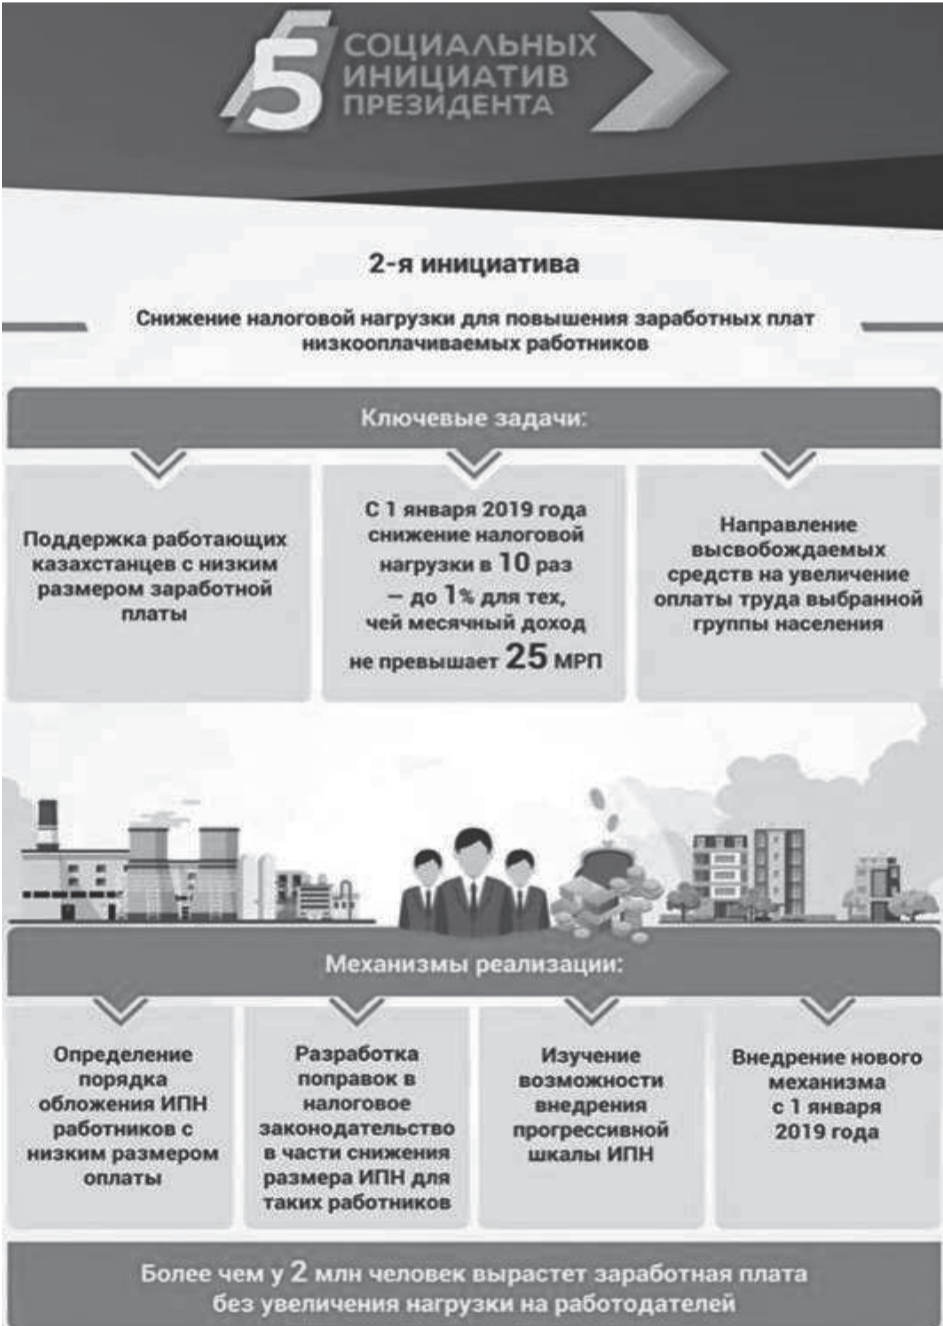 5 СОЦИАЛЬНЫХ
ИНИЦИАТИВ
ПРЕЗИДЕНТА
2-я инициатива
Снижение налоговой нагрузки для повышения заработных плат
низкооплачиваемых работников
Ключевые задачи:
Поддержка работающих
казахстанцев с низким
размером заработной
платы
С 1 января 2019 года
снижение налоговой
нагрузки в 10 раз
— до 1% для тех,
чей месячный доход
не превышает 25 МРП
Направление
высвобождаемых
средств на увеличение
оплаты труда выбранной
группы населения
Механизмы реализации:
Определение
порядка
обложения ИПН
работников с
низким размером
оплаты
Разработка
поправок в
налоговое
законодательство
в части снижения
размера ИПН для
таких работников
Изучение
возможности
внедрения
прогрессивной
шкалы ИПН
Внедрение нового
механизма
с 1 января
2019 года
Более чем у 2 млн человек вырастет заработная плата
без увеличения нагрузки на работодателей